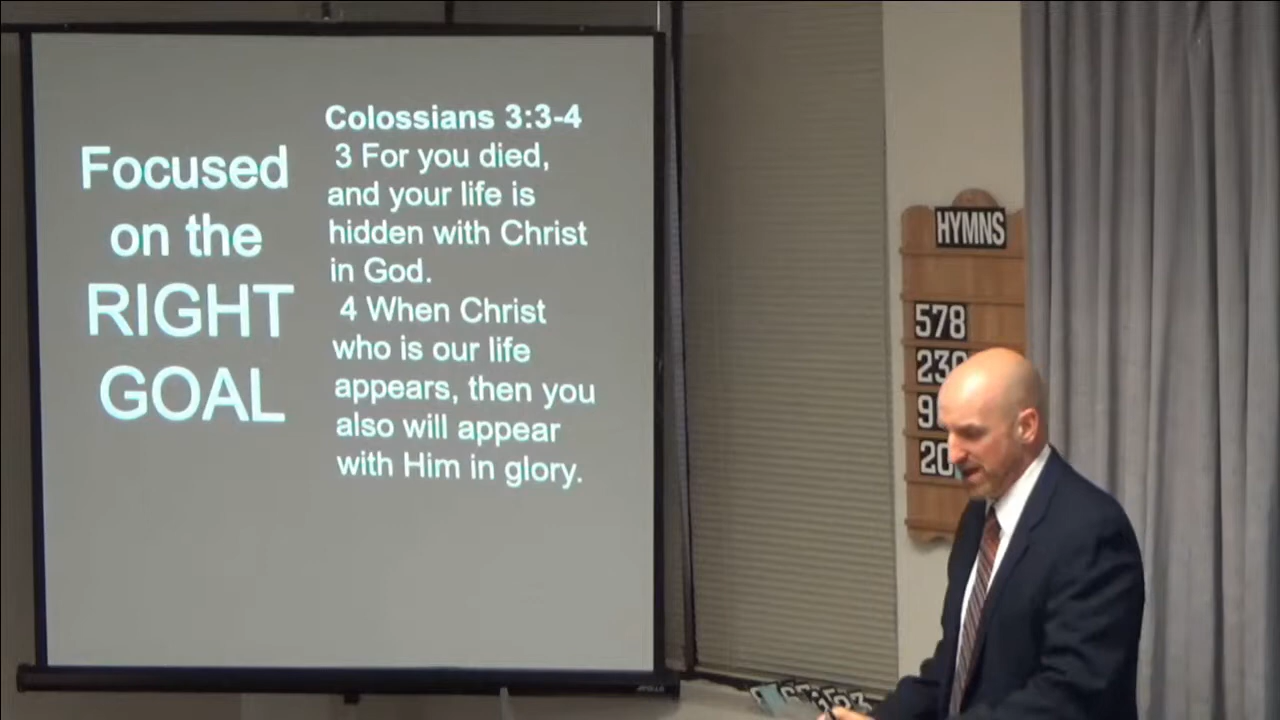 Focused
on the
RIGHT
GOAL
Colossians 3:3-4
3 For you died,
and your life is
hidden with Christ
in God.
4 When Christ
who is our life
appears, then you
also will appear
with Him in glory.
HYMNS
578